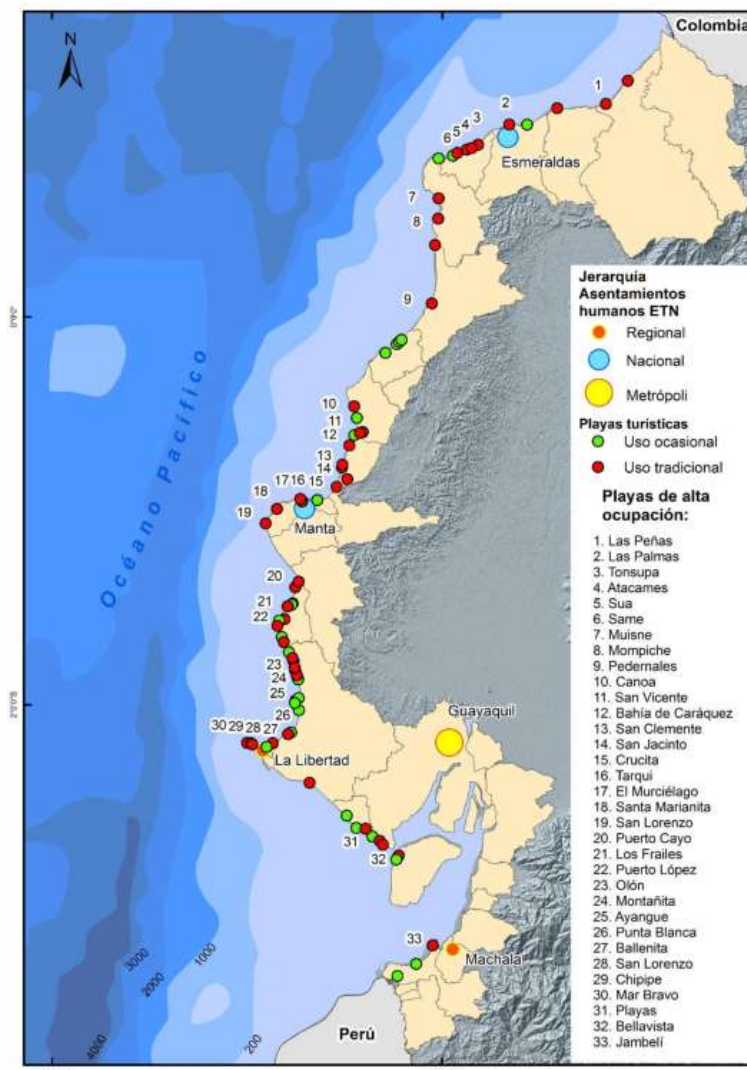 Colombia
N
1
2
3
4
5
6
Esmeraldas
7
8
9
0°0'
10
11
12
13
14
15
16
17
18
19
Manta
Océano Pacífico
20
21
22
23
24
25
26
2°0'0"S
27
28
29
30
La Libertad
Guayaquil
31
32
33
Machala
Perú
200
1000
2000
3000
4000
Jerarquía
Asentamientos
humanos ETN
Regional
Nacional
Metrópoli
Playas turísticas
Uso ocasional
Uso tradicional
Playas de alta
ocupación:
1. Las Peñas
2. Las Palmas
3. Tonsupa
4. Atacames
5. Sua
6. Same
7. Muisne
8. Mompiche
9. Pedernales
10. Canoa
11. San Vicente
12. Bahía de Caráquez
13. San Clemente
14. San Jacinto
15. Crucita
16. Tarqui
17. El Murciélago
18. Santa Marianita
19. San Lorenzo
20. Puerto Cayo
21. Los Frailes
22. Puerto López
23. Olón
24. Montañita
25. Ayangue
26. Punta Blanca
27. Ballenita
28. San Lorenzo
29. Chipipe
30. Mar Bravo
31. Playas
32. Bellavista
33. Jambelí